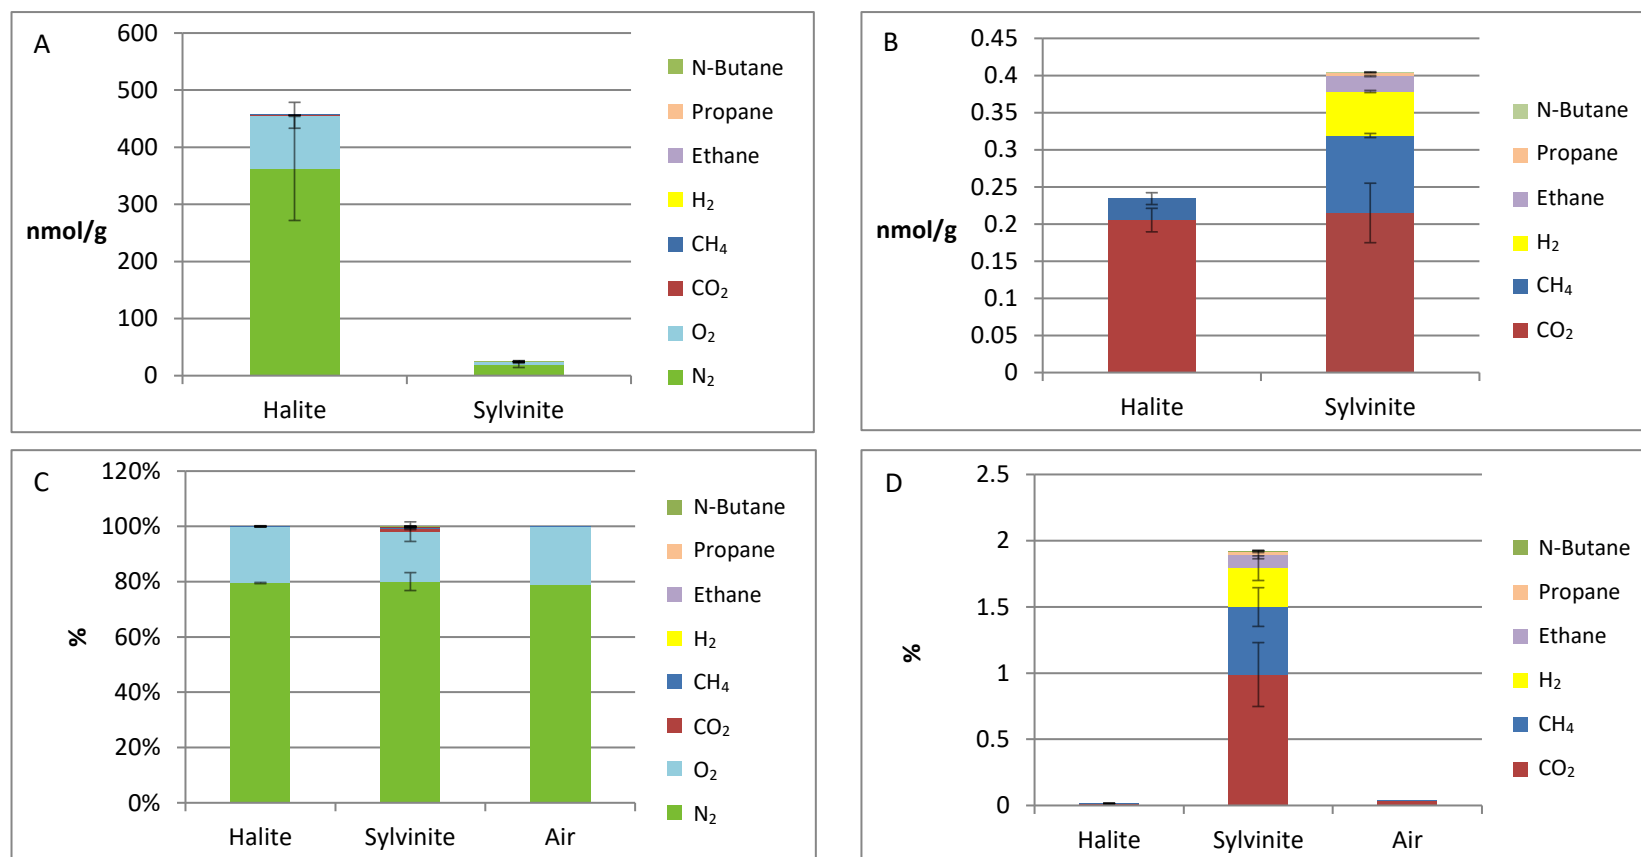 A
600
500
400
300
200
100
0
nmol/g
Halite Sylvinite
N-Butane
Propane
Ethane
H₂
CH₄
CO₂
O₂
N₂
B
0.45
0.4
0.35
0.3
0.25
0.2
0.15
0.1
0.05
0
nmol/g
Halite Sylvinite
N-Butane
Propane
Ethane
H₂
CH₄
CO₂
C
120%
100%
80%
60%
40%
20%
0%
%
Halite Sylvinite Air
N-Butane
Propane
Ethane
H₂
CH₄
CO₂
O₂
N₂
D
2.5
2
1.5
1
0.5
0
%
Halite Sylvinite Air
N-Butane
Propane
Ethane
H₂
CH₄
CO₂